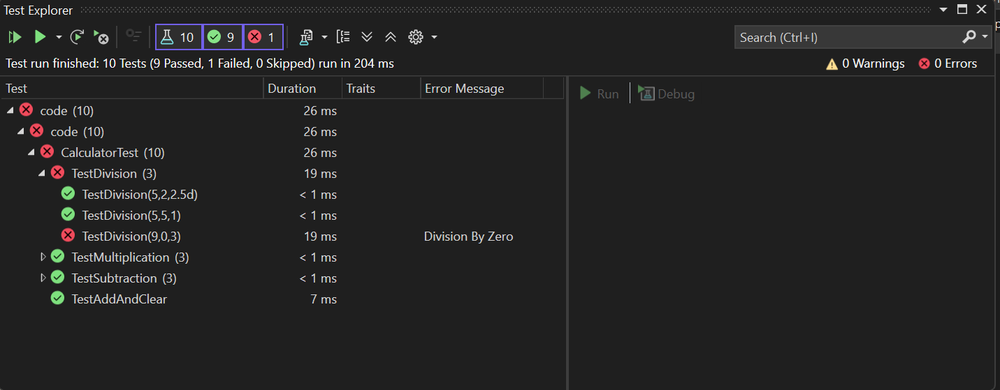 Test Explorer
10 9 1
Search (Ctrl+I)
Test run finished: 10 Tests (9 Passed, 1 Failed, 0 Skipped) run in 204 ms
0 Warnings 0 Errors
Test Duration Traits Error Message
Run Debug
code (10) 26 ms
code (10) 26 ms
CalculatorTest (10) 26 ms
TestDivision (3) 19 ms
TestDivision(5,2,2.5d) < 1 ms
TestDivision(5,5,1) < 1 ms
TestDivision(9,0,3) 19 ms Division By Zero
TestMultiplication (3) < 1 ms
TestSubtraction (3) < 1 ms
TestAddAndClear 7 ms